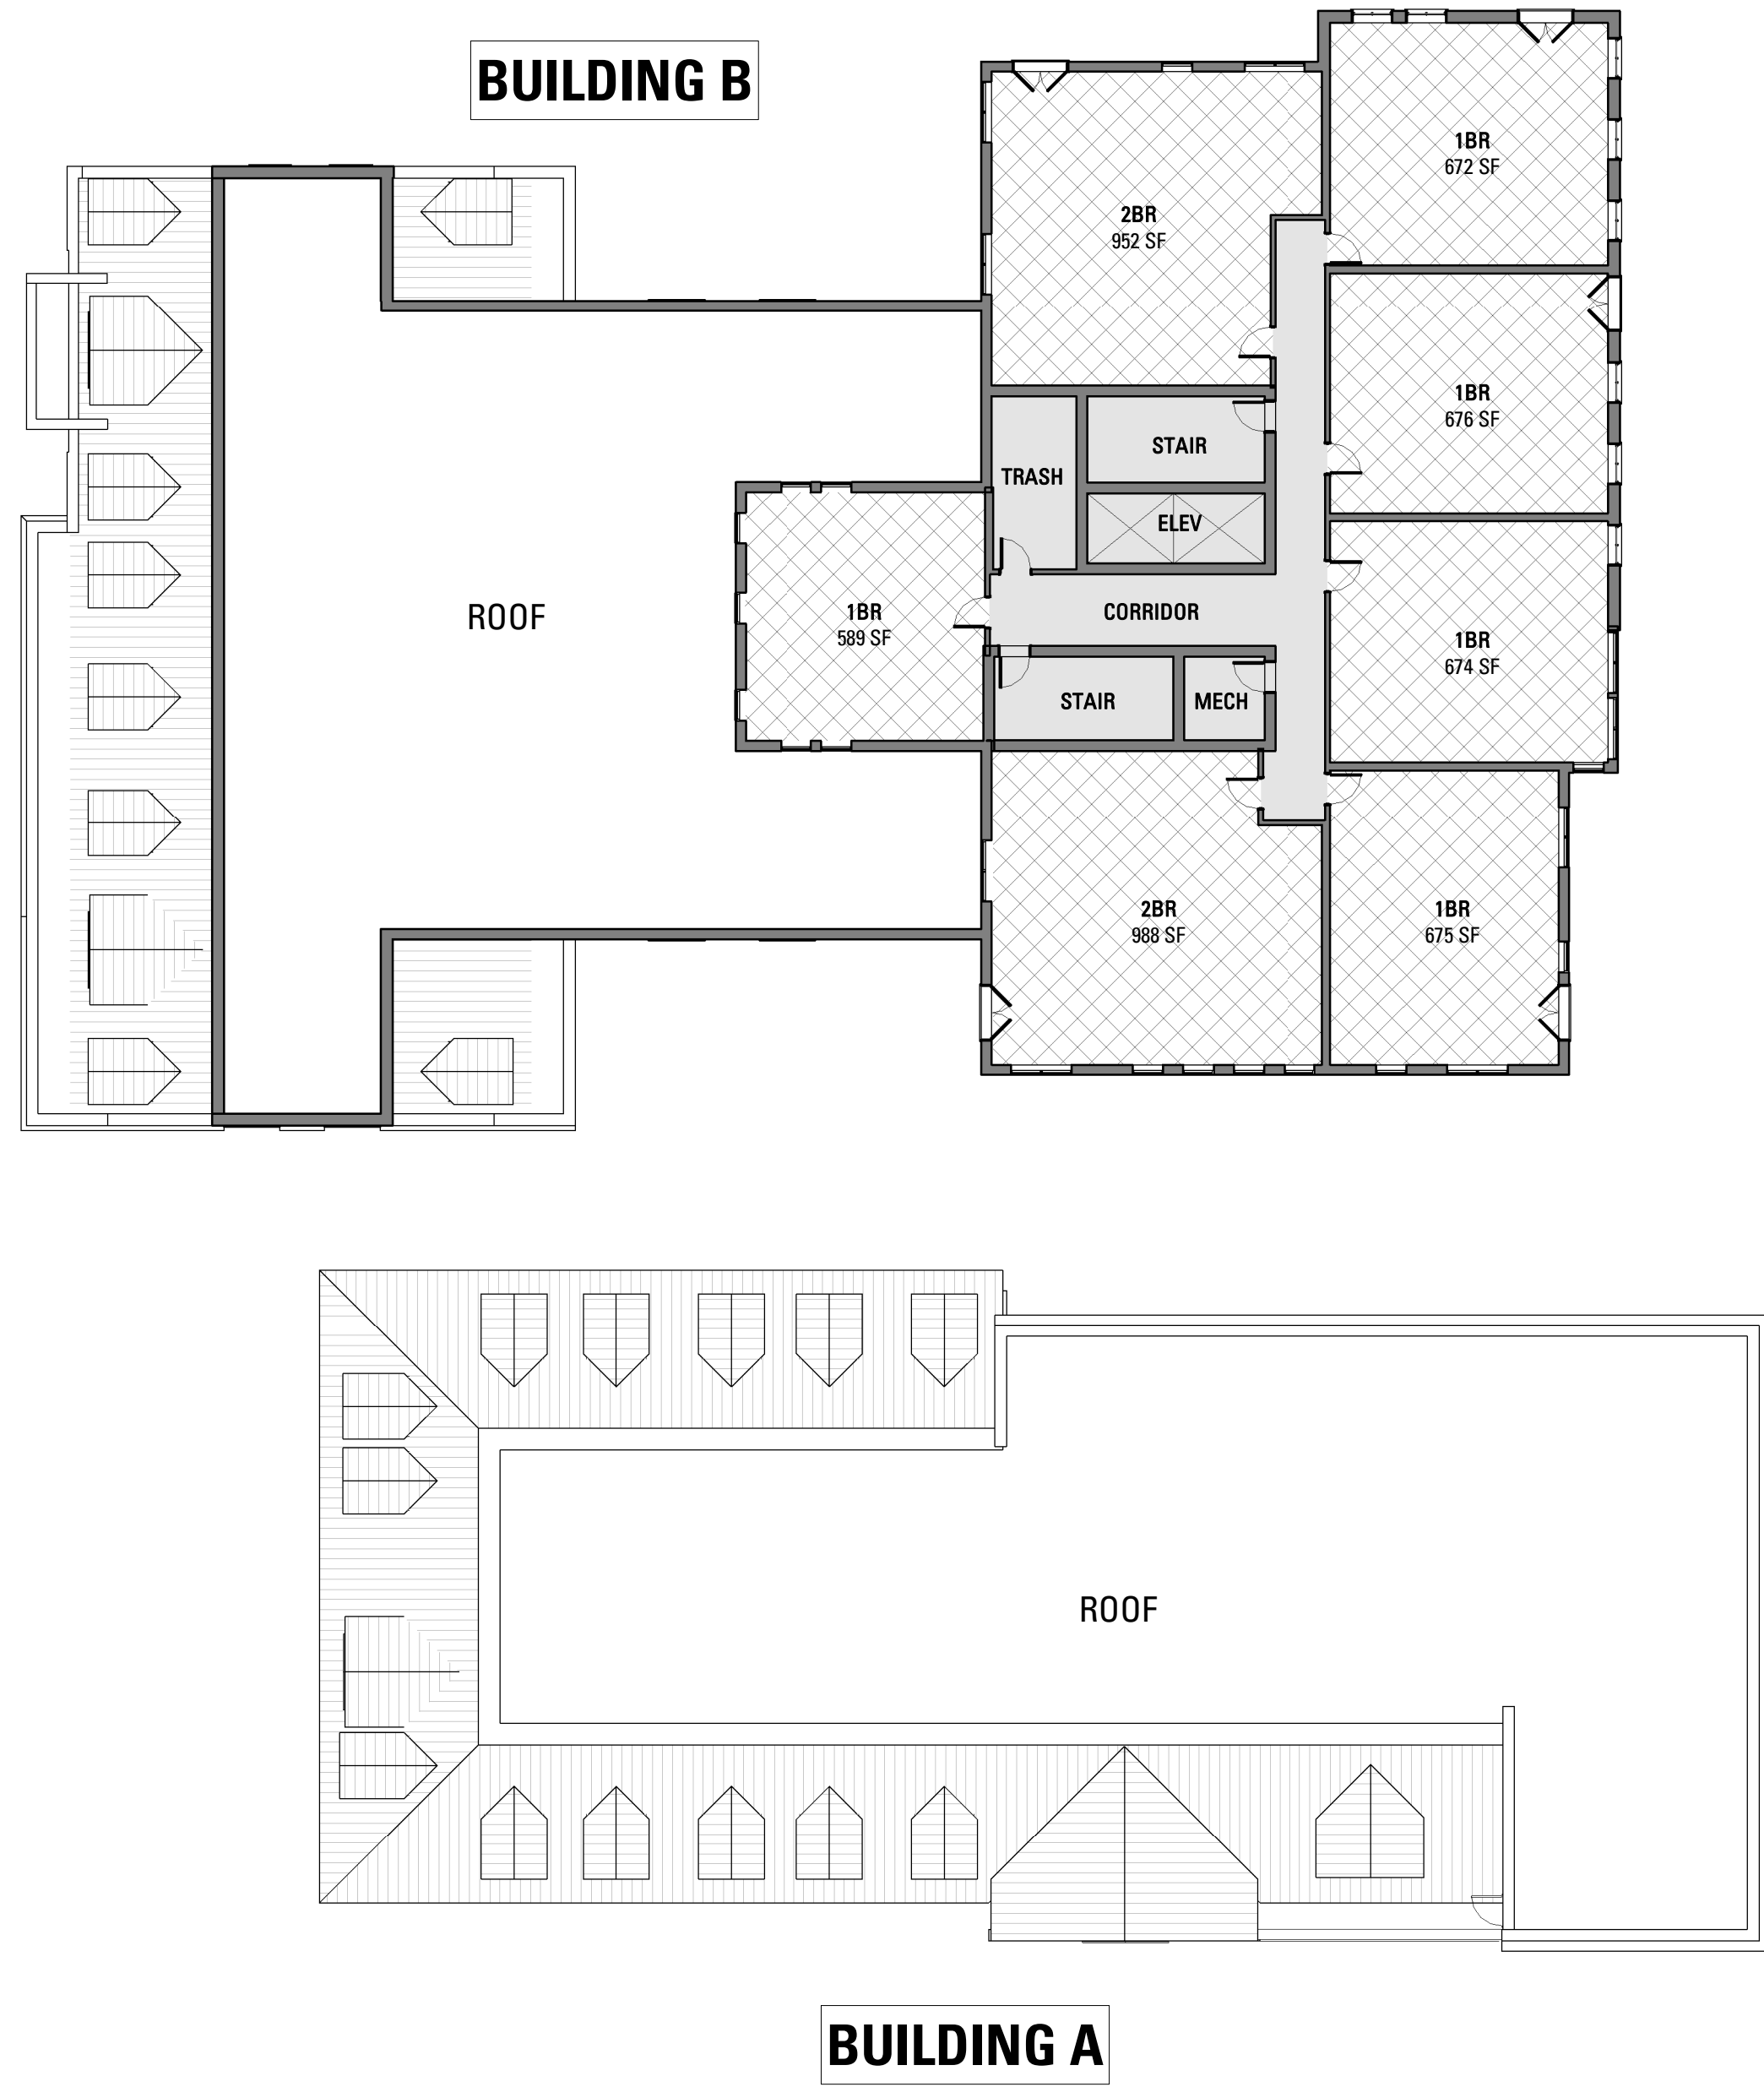 BUILDING B
1BR
672 SF
2BR
952 SF
1BR
676 SF
STAIR
TRASH
ELEV
ROOF
1BR
589 SF
CORRIDOR
1BR
674 SF
STAIR
MECH
2BR
988 SF
1BR
675 SF
ROOF
BUILDING A